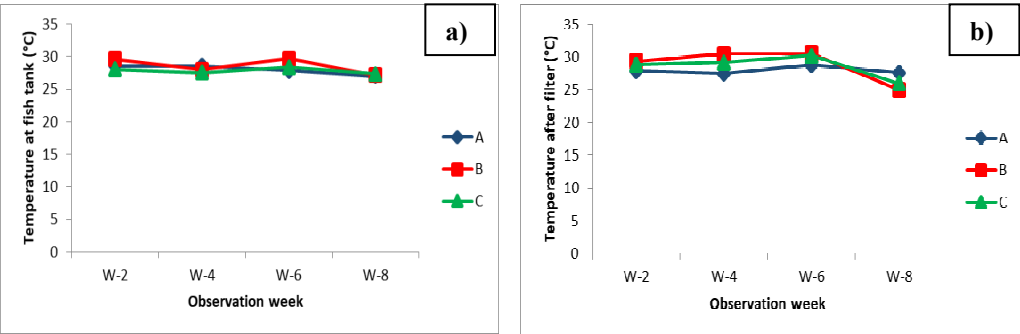 a)
35
30
25
20
15
10
5
0
Temperature at fish tank (°C)
W-2 W-4 W-6 W-8
Observation week
A
B
C
b)
35
30
25
20
15
10
5
0
Temperature after filter (°C)
W-2 W-4 W-6 W-8
Observation week
A
B
C